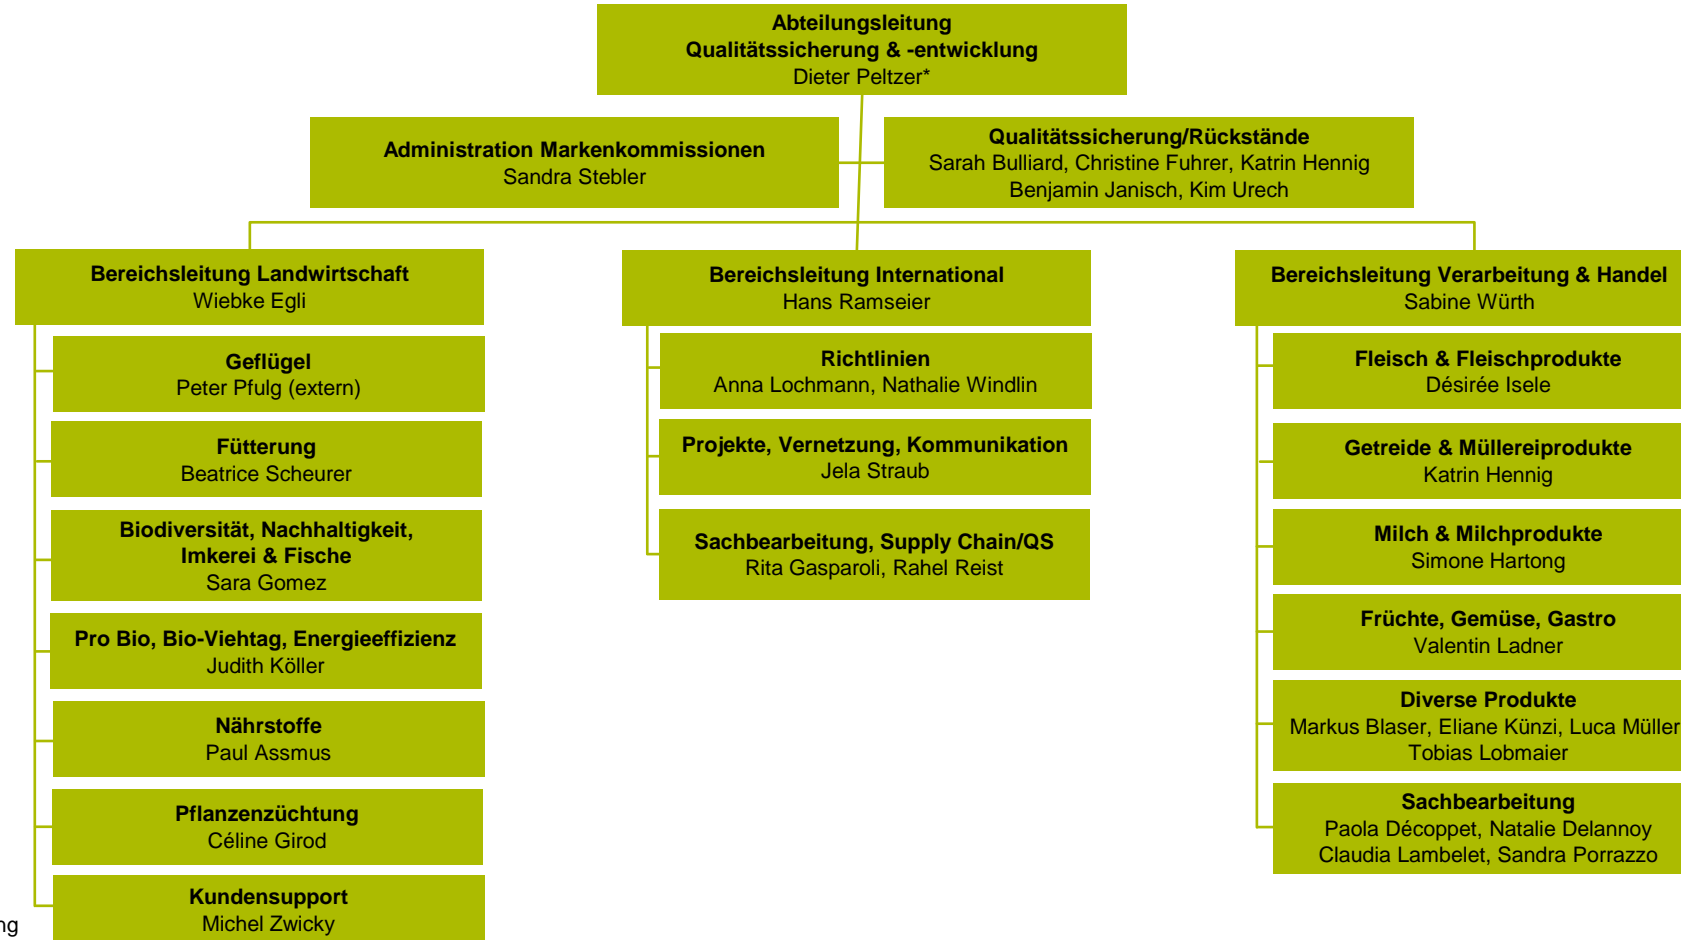 Abteilungsleitung
Qualitätssicherung & -entwicklung
Dieter Peltzer*
Administration Markenkommissionen
Sandra Stebler
Qualitätssicherung/Rückstände
Sarah Bulliard, Christine Fuhrer, Katrin Hennig
Benjamin Janisch, Kim Urech
Bereichsleitung Landwirtschaft
Wiebke Egli
Geflügel
Peter Pfulg (extern)
Fütterung
Beatrice Scheurer
Biodiversität, Nachhaltigkeit,
Imkerei & Fische
Sara Gomez
Pro Bio, Bio-Viehtag, Energieeffizienz
Judith Köller
Nährstoffe
Paul Assmus
Pflanzenzüchtung
Céline Girod
Kundensupport
Michel Zwicky
Bereichsleitung International
Hans Ramseier
Richtlinien
Anna Lochmann, Nathalie Windlin
Projekte, Vernetzung, Kommunikation
Jela Straub
Sachbearbeitung, Supply Chain/QS
Rita Gasparoli, Rahel Reist
Bereichsleitung Verarbeitung & Handel
Sabine Würth
Fleisch & Fleischprodukte
Désirée Isele
Getreide & Müllereiprodukte
Katrin Hennig
Milch & Milchprodukte
Simone Hartong
Früchte, Gemüse, Gastro
Valentin Ladner
Diverse Produkte
Markus Blaser, Eliane Künzi, Luca Müller
Tobias Lobmaier
Sachbearbeitung
Paola Décoppet, Natalie Delannoy
Claudia Lambelet, Sandra Porrazzo
ng